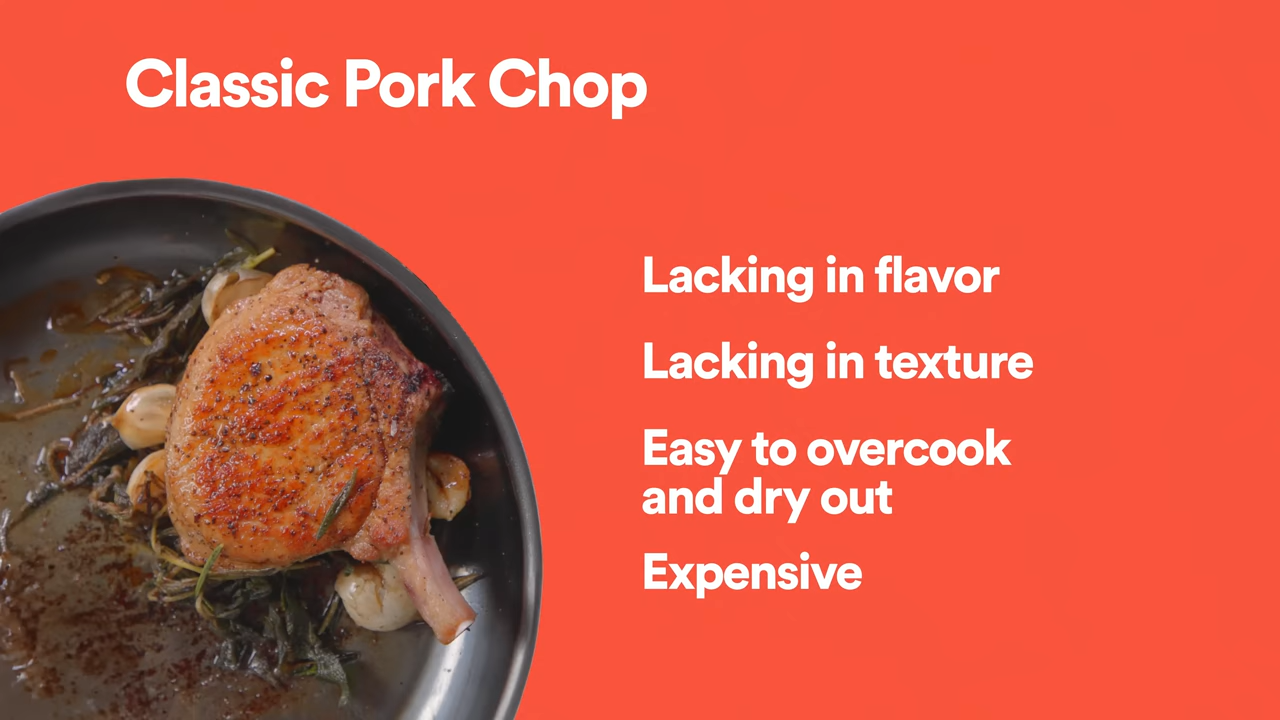 Classic Pork Chop
Lacking in flavor
Lacking in texture
Easy to overcook
and dry out
Expensive